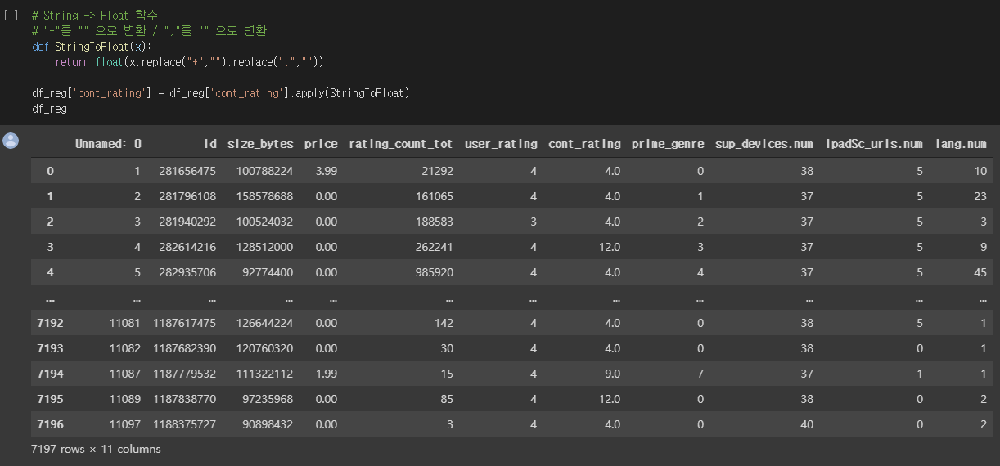 [ ] # String -> Float 함수
# "+"를 "" 으로 변환 / ","를 "" 으로 변환
def StringToFloat(x):
return float(x.replace("+","").replace(",",""))
df_reg['cont_rating'] = df_reg['cont_rating'].apply(StringToFloat)
df_reg
Unnamed: 0 id size_bytes price rating_count_tot user_rating cont_rating prime_genre sup_devices.num ipadSc_urls.num lang.num
0 1 281656475 100788224 3.99 21292 4 4.0 0 38 5 10
1 2 281796108 158578688 0.00 161065 4 4.0 1 37 5 23
2 3 281940292 100524032 0.00 188583 3 4.0 2 37 5 3
3 4 282614216 128512000 0.00 262241 4 12.0 3 37 5 9
4 5 282935706 92774400 0.00 985920 4 4.0 4 37 5 45
... ... ... ... ... ... ... ... ... ... ... ...
7192 11081 1187617475 126644224 0.00 142 4 4.0 0 38 5 1
7193 11082 1187682390 120760320 0.00 30 4 4.0 0 38 0 1
7194 11087 1187779532 111322112 1.99 15 4 9.0 7 37 1 1
7195 11089 1187838770 97235968 0.00 85 4 12.0 0 38 0 2
7196 11097 1188375727 90898432 0.00 3 4 4.0 0 40 0 2
7197 rows × 11 columns